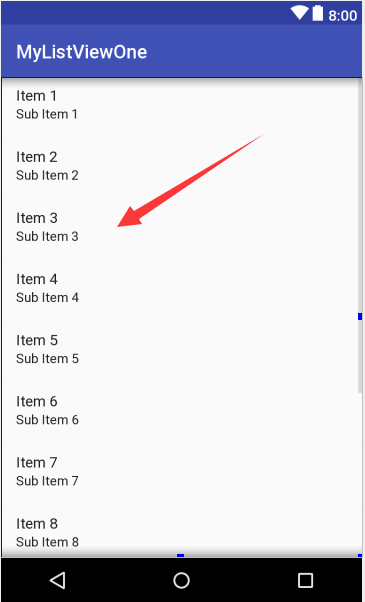 8:00
MyListViewOne
Item 1
Sub Item 1
Item 2
Sub Item 2
Item 3
Sub Item 3
Item 4
Sub Item 4
Item 5
Sub Item 5
Item 6
Sub Item 6
Item 7
Sub Item 7
Item 8
Sub Item 8